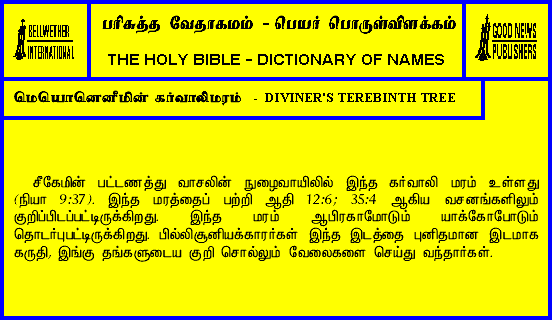 BELLWETHER
INTERNATIONAL
பரிசுத்த வேதாகமம் - பெயர் பொருள்விளக்கம்
THE HOLY BIBLE - DICTIONARY OF NAMES
GOOD NEWS
PUBLISHERS
மெயொனெனீமின் கர்வாலிமரம் - DIVINER'S TEREBINTH TREE
சீகேமின் பட்டணத்து வாசலின் நுழைவாயிலில் இந்த கர்வாலி மரம் உள்ளது
(நியா 9:37). இந்த மரத்தைப் பற்றி ஆதி 12:6; 35:4 ஆகிய வசனங்களிலும்
குறிப்பிடப்பட்டிருக்கிறது. இந்த மரம் ஆபிரகாமோடும் யாக்கோபோடும்
தொடர்புபட்டிருக்கிறது. பில்லிசூனியக்காரர்கள் இந்த இடத்தை புனிதமான இடமாக
கருதி, இங்கு தங்களுடைய குறி சொல்லும் வேலைகளை செய்து வந்தார்கள்.